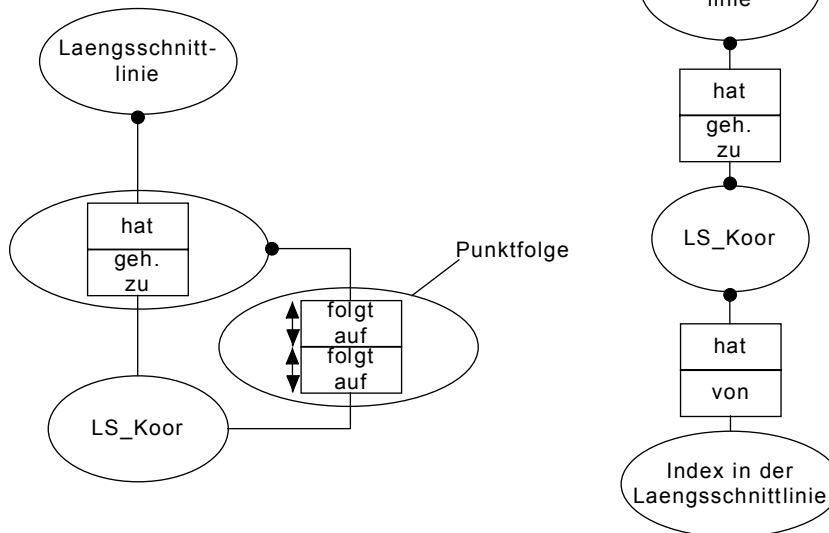 Laengsschnitt-
linie
hat
geh.
zu
Punktfolge
folgt
auf
folgt
auf
LS_Koor
linie
hat
geh.
zu
LS_Koor
hat
von
Index in der
Laengsschnittlinie